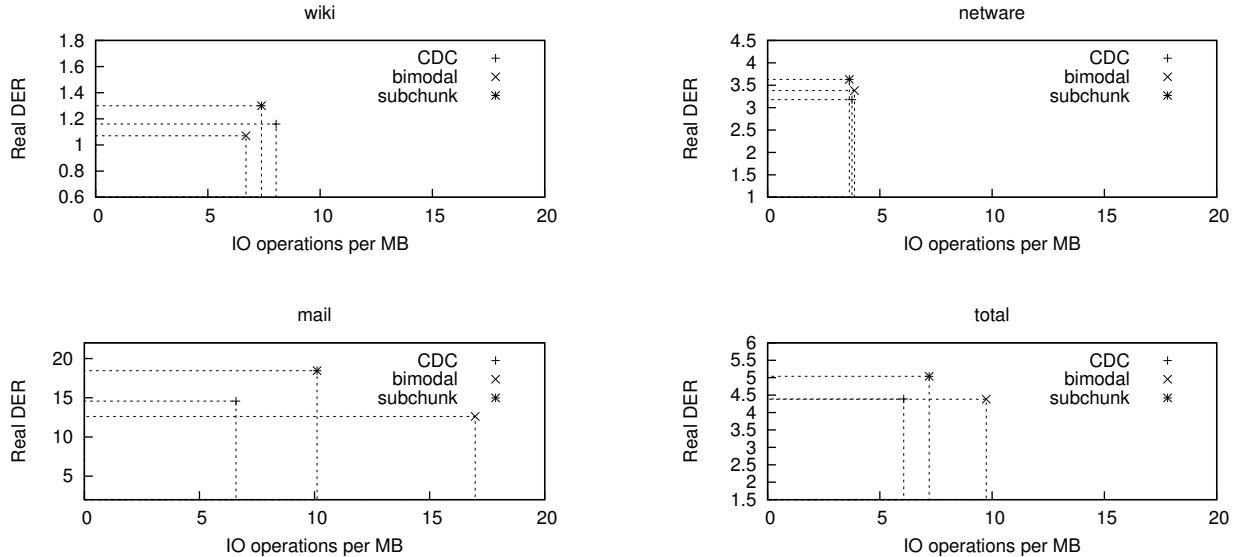 wiki
Real DER
1.8
1.6
1.4
1.2
1
0.8
0.6
CDC
bimodal
subchunk
0 5 10 15 20
IO operations per MB
netware
Real DER
4.5
4
3.5
3
2.5
2
1.5
1
CDC
bimodal
subchunk
0 5 10 15 20
IO operations per MB
mail
Real DER
20
15
10
5
CDC
bimodal
subchunk
0 5 10 15 20
IO operations per MB
total
Real DER
6
5.5
5
4.5
4
3.5
3
2.5
2
1.5
CDC
bimodal
subchunk
0 5 10 15 20
IO operations per MB